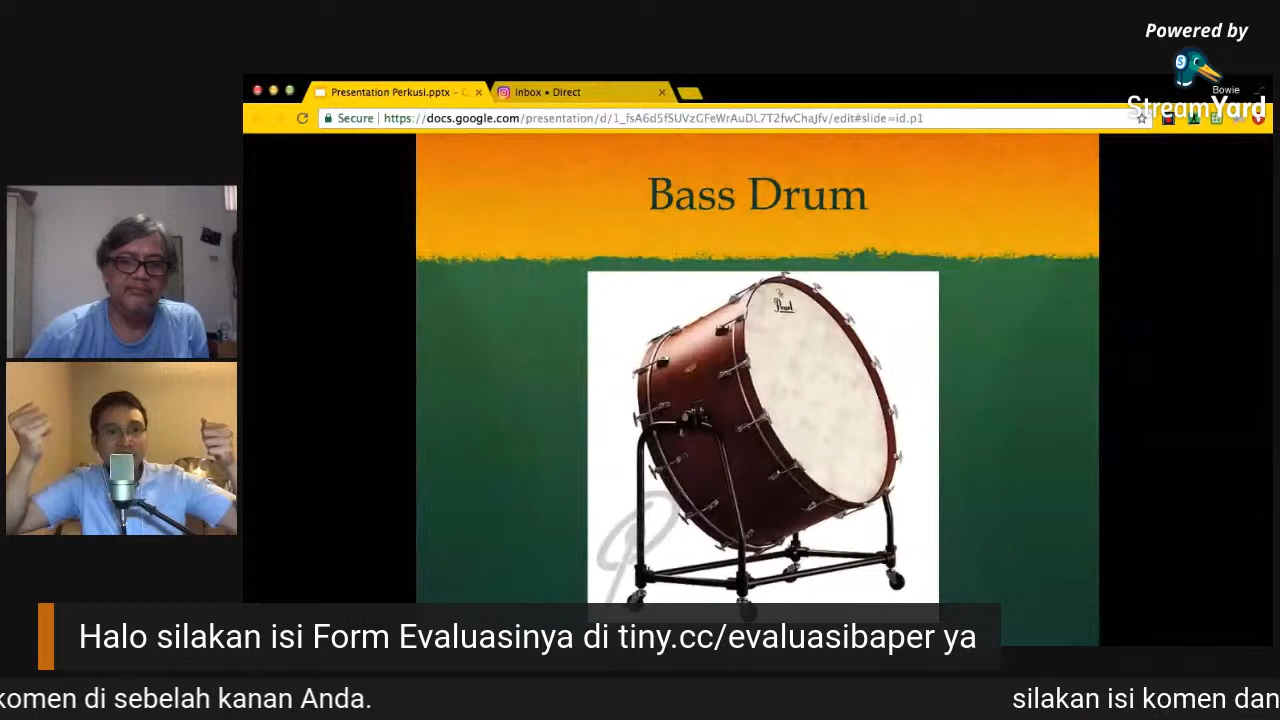 Powered by
Bowie
StreamYard
Presentation Perkusi.pptx - G
Inbox • Direct
Secure | https://docs.google.com/presentation/d/1_fsA6d5fSUVzGFeWrAuDL7T2fwChaJfv/edit#slide=id.p1
Bass Drum
Pearl
Halo silakan isi Form Evaluasinya di tiny.cc/evaluasibaper ya
komen di sebelah kanan Anda.
silakan isi komen dan